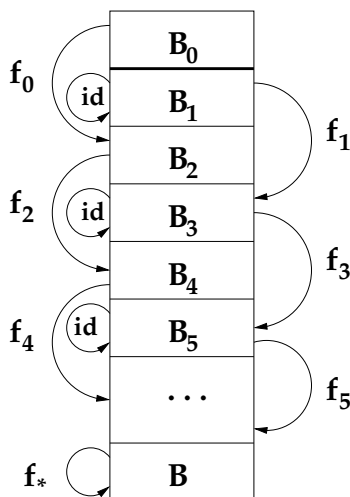 B₀
f₀
id
B₁
f₁
B₂
f₂
id
B₃
f₃
B₄
f₄
id
B₅
...
f₅
f*
B